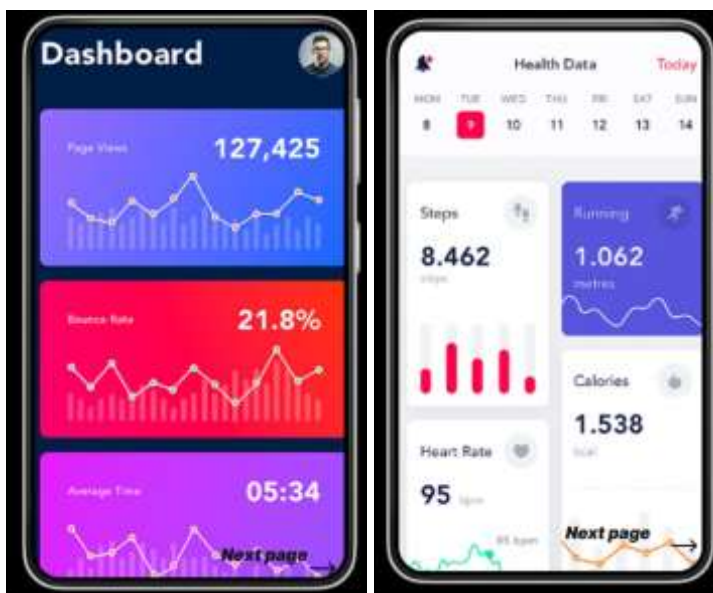 Dashboard
Page Views
127,425
Bounce Rate
21.8%
Average Time
05:34
Next page
Health Data
Today
MON TUE WED THU FRI SAT SUN
8 9 10 11 12 13 14
Steps
8.462
steps
Running
1.062
metres
Calories
1.538
kcal
Heart Rate
95 bpm
95 bpm
Next page